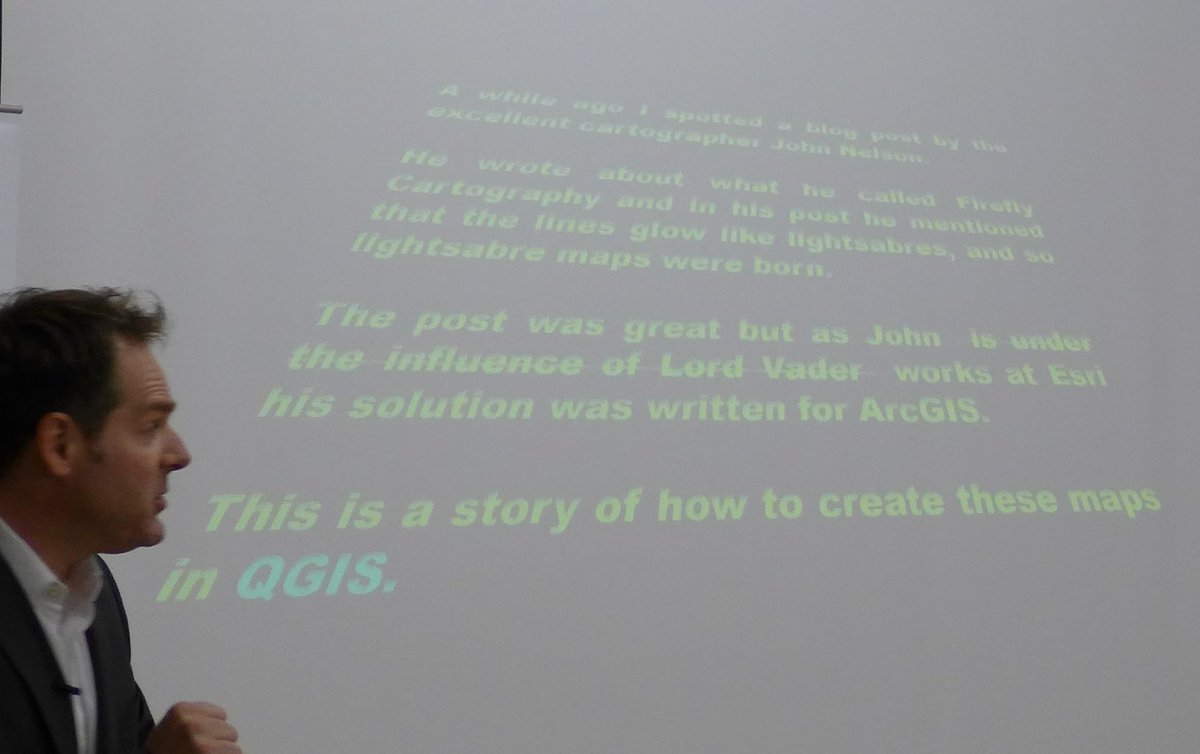 A while ago I spotted a blog post by the
excellent cartographer John Nelson.
He wrote about what he called Firefly
Cartography and in his post he mentioned
that the lines glow like lightsabres, and so
lightsabre maps were born.
The post was great but as John is under
the influence of Lord Vader works at Esri
his solution was written for ArcGIS.
This is a story of how to create these maps
in QGIS.